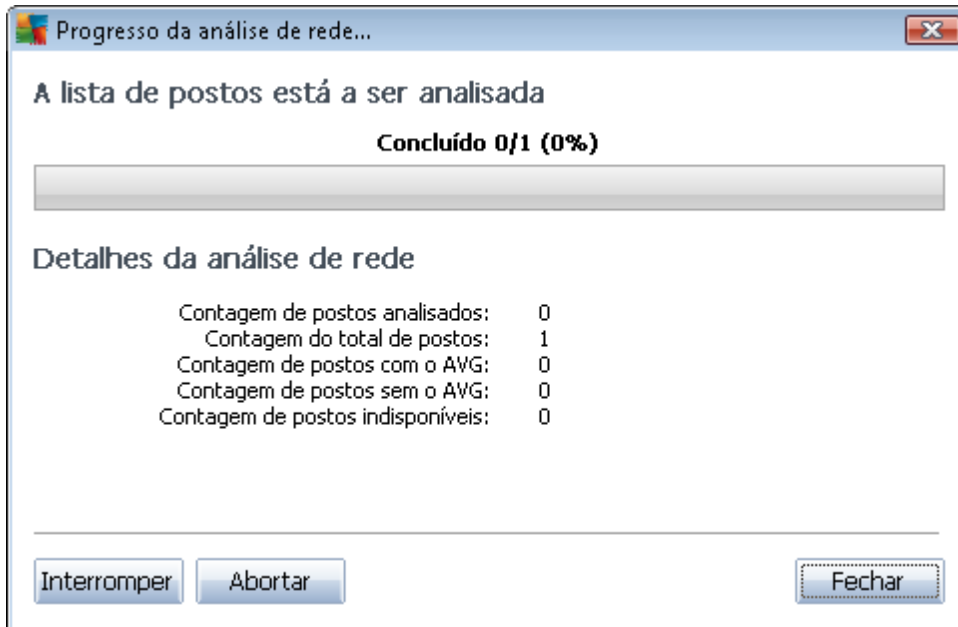 Progresso da análise de rede...
A lista de postos está a ser analisada
Concluído 0/1 (0%)
Detalhes da análise de rede
Contagem de postos analisados: 0
Contagem do total de postos: 1
Contagem de postos com o AVG: 0
Contagem de postos sem o AVG: 0
Contagem de postos indisponíveis: 0
Interromper Abortar Fechar